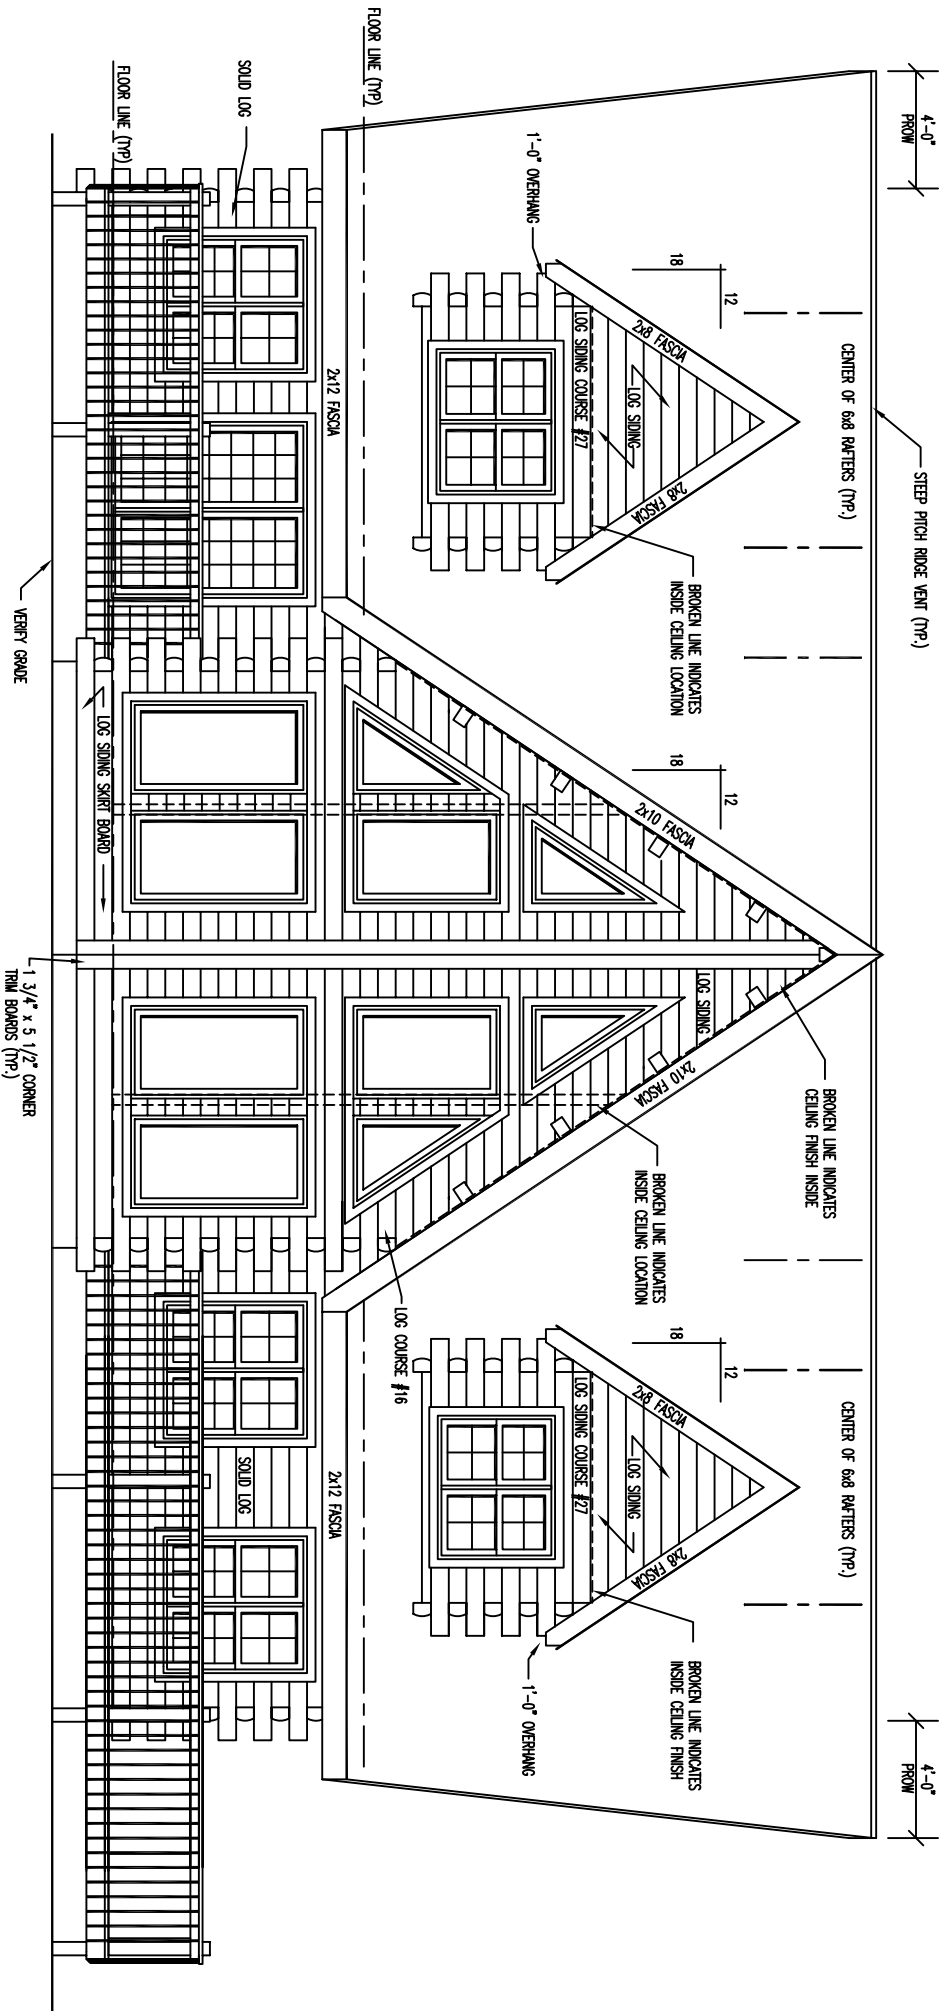 4'-0"
PROW
STEEP PITCH RIDGE VENT (TYP.)
4'-0"
PROW
CENTER OF 6x8 RAFTERS (TYP.)
CENTER OF 6x8 RAFTERS (TYP.)
BROKEN LINE INDICATES
CEILING FINISH INSIDE
12
18
12
18
12
18
2x8 FASCIA
2x8 FASCIA
LOG SIDING
LOG SIDING COURSE #27
1'-0" OVERHANG
BROKEN LINE INDICATES
INSIDE CEILING LOCATION
2x10 FASCIA
LOG SIDING
2x10 FASCIA
BROKEN LINE INDICATES
INSIDE CEILING LOCATION
2x8 FASCIA
2x8 FASCIA
LOG SIDING
LOG SIDING COURSE #27
BROKEN LINE INDICATES
INSIDE CEILING FINISH
1'-0" OVERHANG
FLOOR LINE (TYP)
2x12 FASCIA
LOG COURSE #16
2x12 FASCIA
SOLID LOG
SOLID LOG
FLOOR LINE (TYP)
LOG SIDING SKIRT BOARD
VERIFY GRADE
1 3/4" x 5 1/2" CORNER
TRIM BOARDS (TYP.)